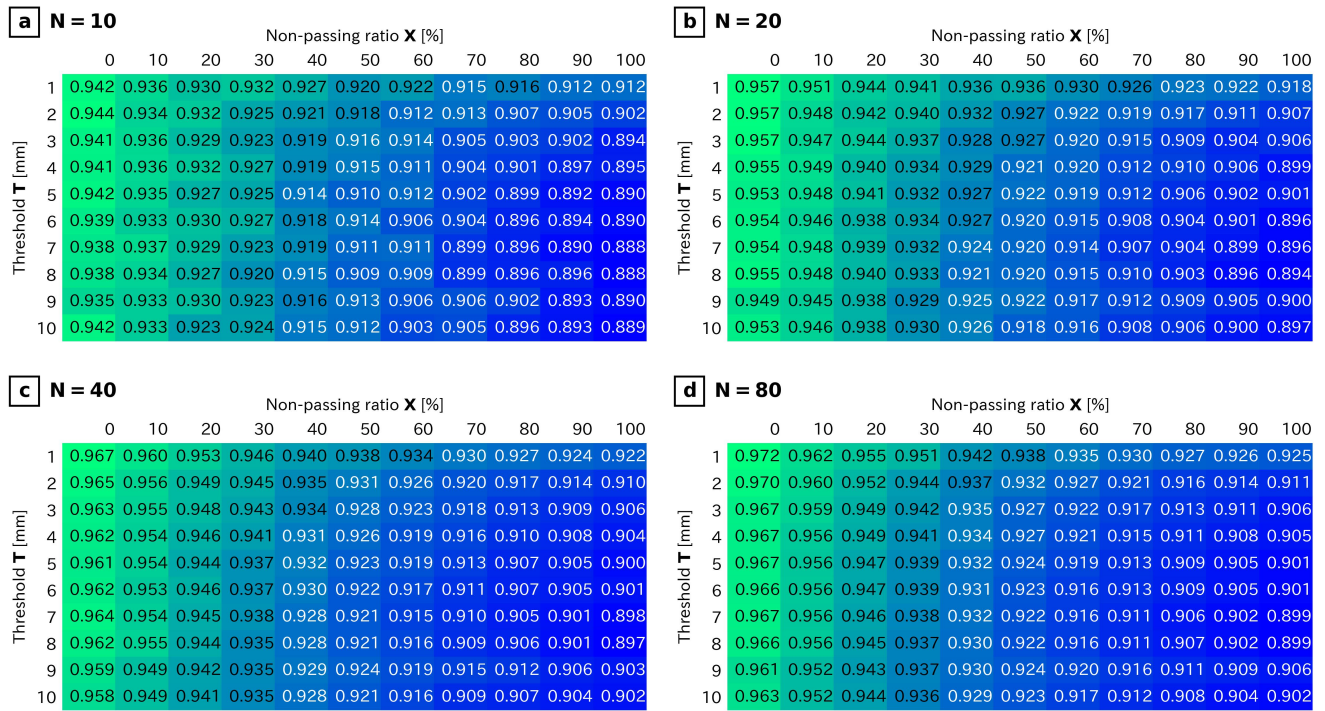 a N = 10
Non-passing ratio X [%]
0 10 20 30 40 50 60 70 80 90 100
Threshold T [mm]
1 0.942 0.936 0.930 0.932 0.927 0.920 0.922 0.915 0.916 0.912 0.912
2 0.944 0.934 0.932 0.925 0.921 0.918 0.912 0.913 0.907 0.905 0.902
3 0.941 0.936 0.929 0.923 0.919 0.916 0.914 0.905 0.903 0.902 0.894
4 0.941 0.936 0.932 0.927 0.919 0.915 0.911 0.904 0.901 0.897 0.895
5 0.942 0.935 0.927 0.925 0.914 0.910 0.912 0.902 0.899 0.892 0.890
6 0.939 0.933 0.930 0.927 0.918 0.914 0.906 0.904 0.896 0.894 0.890
7 0.938 0.937 0.929 0.923 0.919 0.911 0.911 0.899 0.896 0.890 0.888
8 0.938 0.934 0.927 0.920 0.915 0.909 0.909 0.899 0.896 0.896 0.888
9 0.935 0.933 0.930 0.923 0.916 0.913 0.906 0.906 0.902 0.893 0.890
10 0.942 0.933 0.923 0.924 0.915 0.912 0.903 0.905 0.896 0.893 0.889
b N = 20
Non-passing ratio X [%]
0 10 20 30 40 50 60 70 80 90 100
Threshold T [mm]
1 0.957 0.951 0.944 0.941 0.936 0.936 0.930 0.926 0.923 0.922 0.918
2 0.957 0.948 0.942 0.940 0.932 0.927 0.922 0.919 0.917 0.911 0.907
3 0.957 0.947 0.944 0.937 0.928 0.927 0.920 0.915 0.909 0.904 0.906
4 0.955 0.949 0.940 0.934 0.929 0.921 0.920 0.912 0.910 0.906 0.899
5 0.953 0.948 0.941 0.932 0.927 0.922 0.919 0.912 0.906 0.902 0.901
6 0.954 0.946 0.938 0.934 0.927 0.920 0.915 0.908 0.904 0.901 0.896
7 0.954 0.948 0.939 0.932 0.924 0.920 0.914 0.907 0.904 0.899 0.896
8 0.955 0.948 0.940 0.933 0.921 0.920 0.915 0.910 0.903 0.896 0.894
9 0.949 0.945 0.938 0.929 0.925 0.922 0.917 0.912 0.909 0.905 0.900
10 0.953 0.946 0.938 0.930 0.926 0.918 0.916 0.908 0.906 0.900 0.897
c N = 40
Non-passing ratio X [%]
0 10 20 30 40 50 60 70 80 90 100
Threshold T [mm]
1 0.967 0.960 0.953 0.946 0.940 0.938 0.934 0.930 0.927 0.924 0.922
2 0.965 0.956 0.949 0.945 0.935 0.931 0.926 0.920 0.917 0.914 0.910
3 0.963 0.955 0.948 0.943 0.934 0.928 0.923 0.918 0.913 0.909 0.906
4 0.962 0.954 0.946 0.941 0.931 0.926 0.919 0.916 0.910 0.908 0.904
5 0.961 0.954 0.944 0.937 0.932 0.923 0.919 0.913 0.907 0.905 0.900
6 0.962 0.953 0.946 0.937 0.930 0.922 0.917 0.911 0.907 0.905 0.901
7 0.964 0.954 0.945 0.938 0.928 0.921 0.915 0.910 0.905 0.901 0.898
8 0.962 0.955 0.944 0.935 0.928 0.921 0.916 0.909 0.906 0.901 0.897
9 0.959 0.949 0.942 0.935 0.929 0.924 0.919 0.915 0.912 0.906 0.903
10 0.958 0.949 0.941 0.935 0.928 0.921 0.916 0.909 0.907 0.904 0.902
d N = 80
Non-passing ratio X [%]
0 10 20 30 40 50 60 70 80 90 100
Threshold T [mm]
1 0.972 0.962 0.955 0.951 0.942 0.938 0.935 0.930 0.927 0.926 0.925
2 0.970 0.960 0.952 0.944 0.937 0.932 0.927 0.921 0.916 0.914 0.911
3 0.967 0.959 0.949 0.942 0.935 0.927 0.922 0.917 0.913 0.911 0.906
4 0.967 0.956 0.949 0.941 0.934 0.927 0.921 0.915 0.911 0.908 0.905
5 0.967 0.956 0.947 0.939 0.932 0.924 0.919 0.913 0.909 0.905 0.901
6 0.966 0.956 0.947 0.939 0.931 0.923 0.916 0.913 0.909 0.905 0.901
7 0.967 0.956 0.946 0.938 0.932 0.922 0.916 0.911 0.906 0.902 0.899
8 0.966 0.956 0.945 0.937 0.930 0.922 0.916 0.911 0.907 0.902 0.899
9 0.961 0.952 0.943 0.937 0.930 0.924 0.920 0.916 0.911 0.909 0.906
10 0.963 0.952 0.944 0.936 0.929 0.923 0.917 0.912 0.908 0.904 0.902